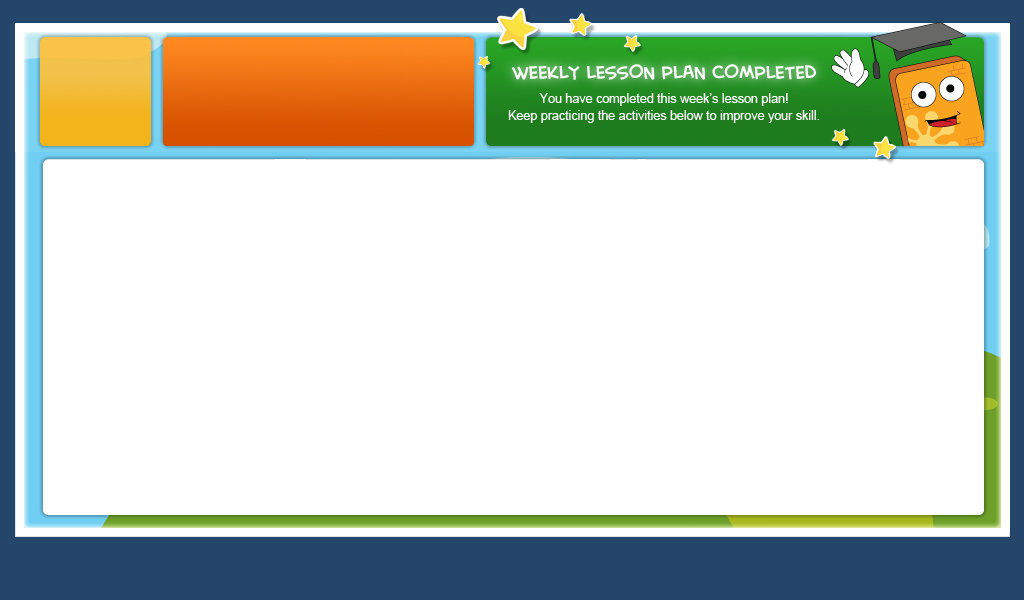 WEEKLY LESSON PLAN COMPLETED
You have completed this week's lesson plan!
Keep practicing the activities below to improve your skill.